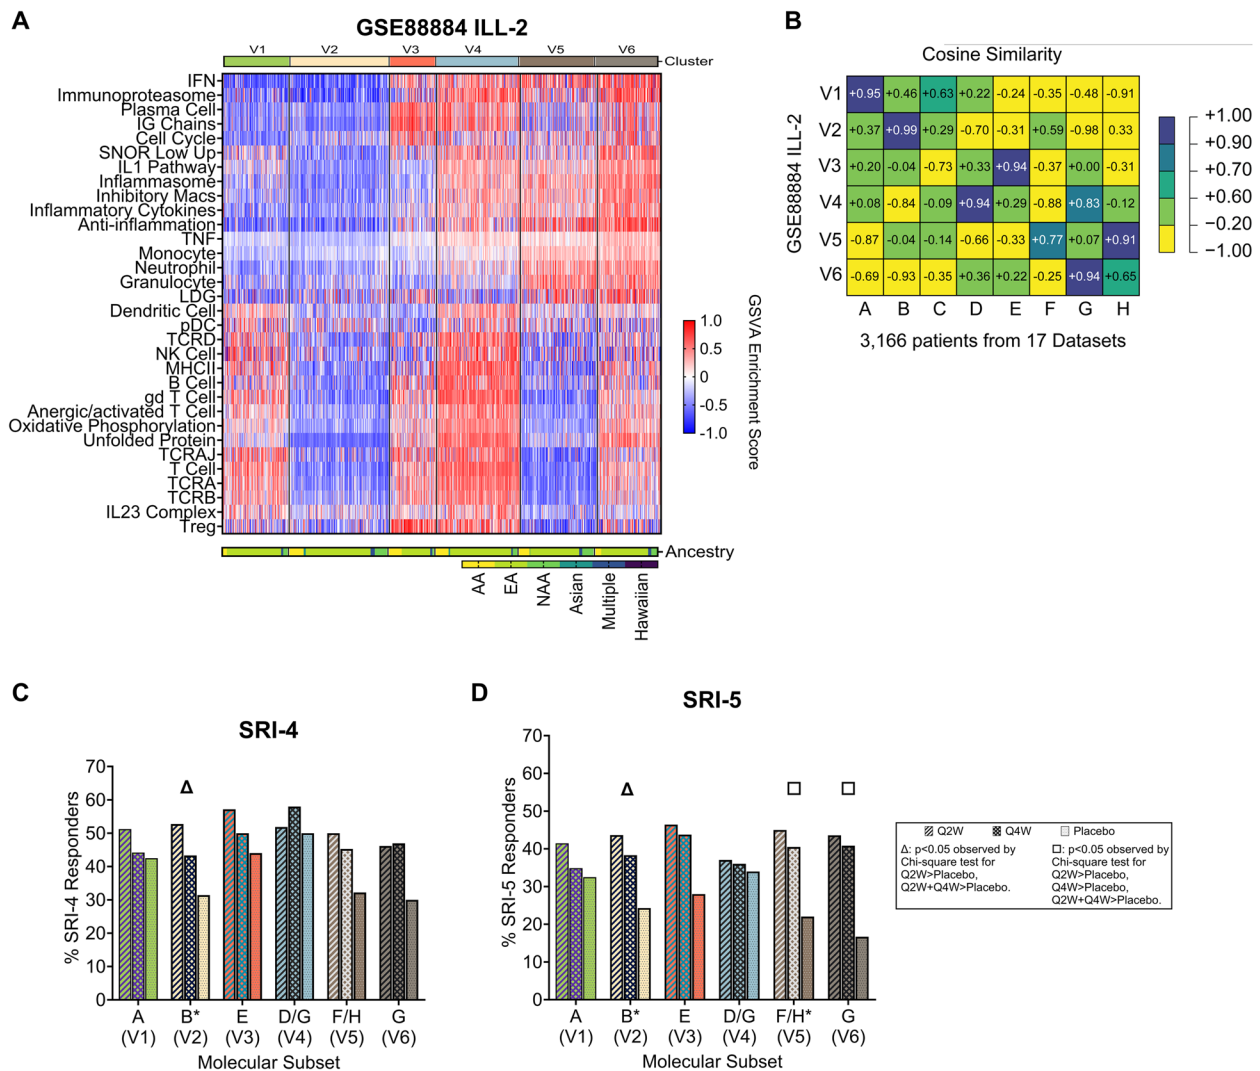 A
GSE88884 ILL-2
V1 V2 V3 V4 V5 V6
Cluster
IFN
Immunoproteasome
Plasma Cell
IG Chains
Cell Cycle
SNOR Low Up
IL1 Pathway
Inflammasome
Inhibitory Macs
Inflammatory Cytokines
Anti-inflammation
TNF
Monocyte
Neutrophil
Granulocyte
LDG
Dendritic Cell
pDC
TCRD
NK Cell
MHCII
B Cell
gd T Cell
Anergic/activated T Cell
Oxidative Phosphorylation
Unfolded Protein
TCRAJ
T Cell
TCRA
TCRB
IL23 Complex
Treg
1.0
0.5
0
-0.5
-1.0
GSVA Enrichment Score
Ancestry
AA
EA
NAA
Asian
Multiple
Hawaiian
B
Cosine Similarity
GSE88884 ILL-2
V1 +0.95 +0.46 +0.63 +0.22 -0.24 -0.35 -0.48 -0.91
V2 +0.37 +0.99 +0.29 -0.70 -0.31 +0.59 -0.98 0.33
V3 +0.20 -0.04 -0.73 +0.33 +0.94 -0.37 +0.00 -0.31
V4 +0.08 -0.84 -0.09 +0.94 +0.29 -0.88 +0.83 -0.12
V5 -0.87 -0.04 -0.14 -0.66 -0.33 +0.77 +0.07 +0.91
V6 -0.69 -0.93 -0.35 +0.36 +0.22 -0.25 +0.94 +0.65
A B C D E F G H
3,166 patients from 17 Datasets
+1.00
+0.90
+0.70
+0.60
−0.20
−1.00
C
SRI-4
% SRI-4 Responders
70
60
50
40
30
20
10
0
Δ
A B* E D/G F/H G
(V1) (V2) (V3) (V4) (V5) (V6)
Molecular Subset
D
SRI-5
% SRI-5 Responders
70
60
50
40
30
20
10
0
Δ
A B* E D/G F/H* G
(V1) (V2) (V3) (V4) (V5) (V6)
Molecular Subset
Q2W Q4W Placebo
Δ: p<0.05 observed by
Chi-square test for
Q2W>Placebo,
Q2W+Q4W>Placebo.
□: p<0.05 observed by
Chi-square test for
Q2W>Placebo,
Q4W>Placebo,
Q2W+Q4W>Placebo.